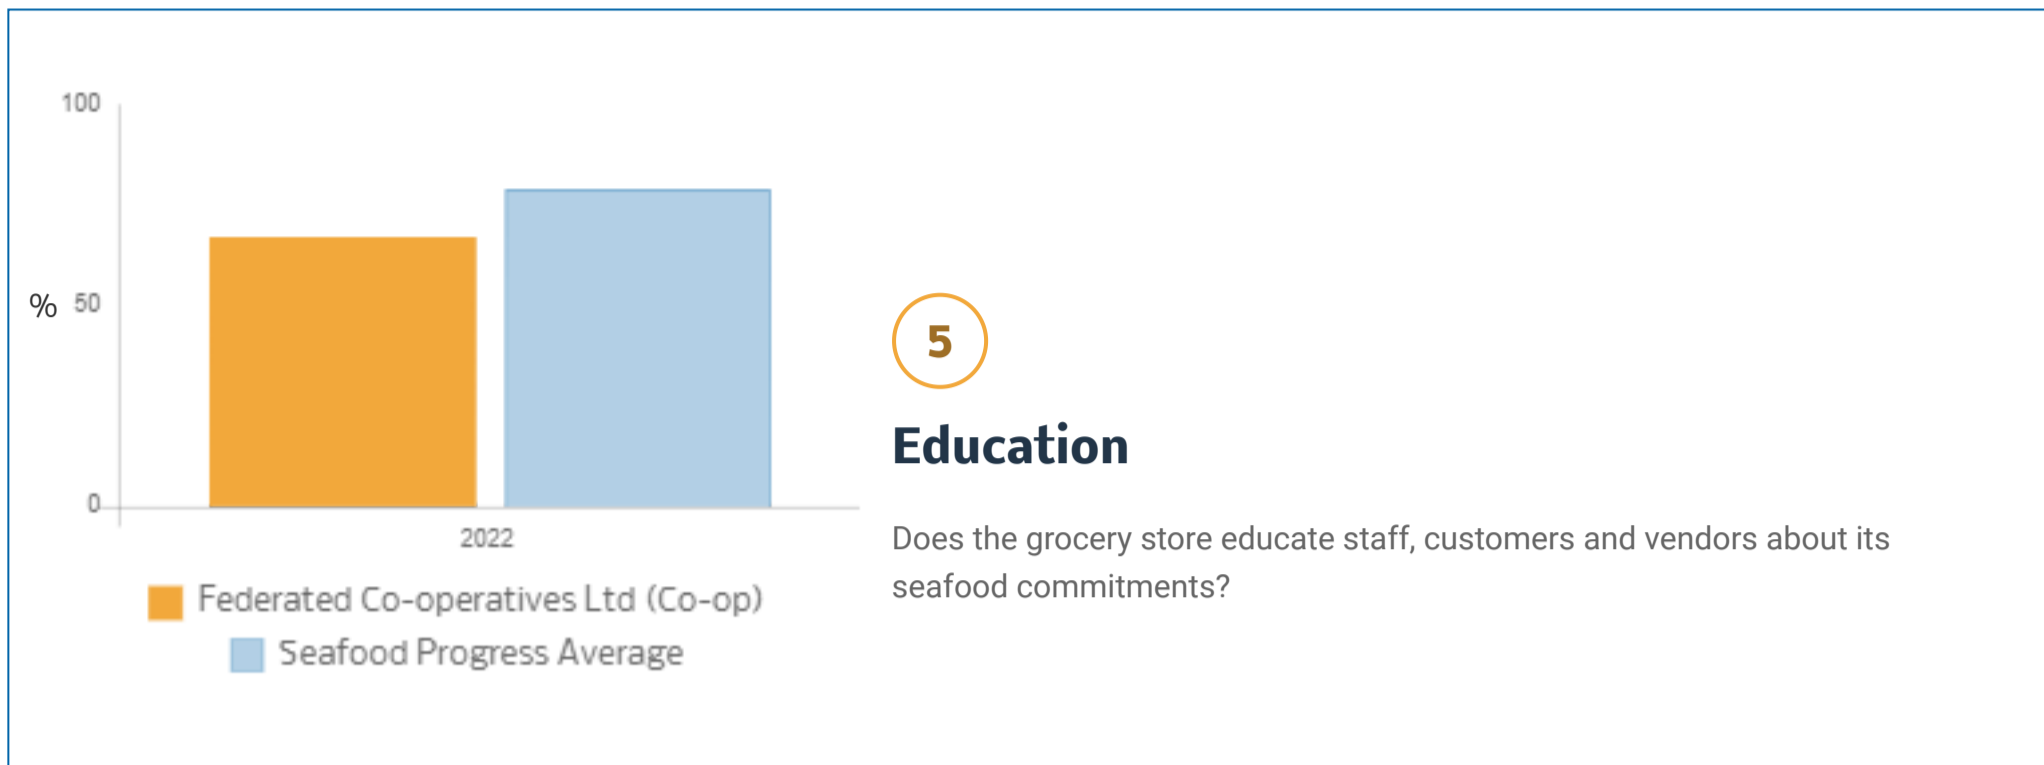 100
% 50
0
2022
Federated Co-operatives Ltd (Co-op)
Seafood Progress Average
5
Education
Does the grocery store educate staff, customers and vendors about its
seafood commitments?